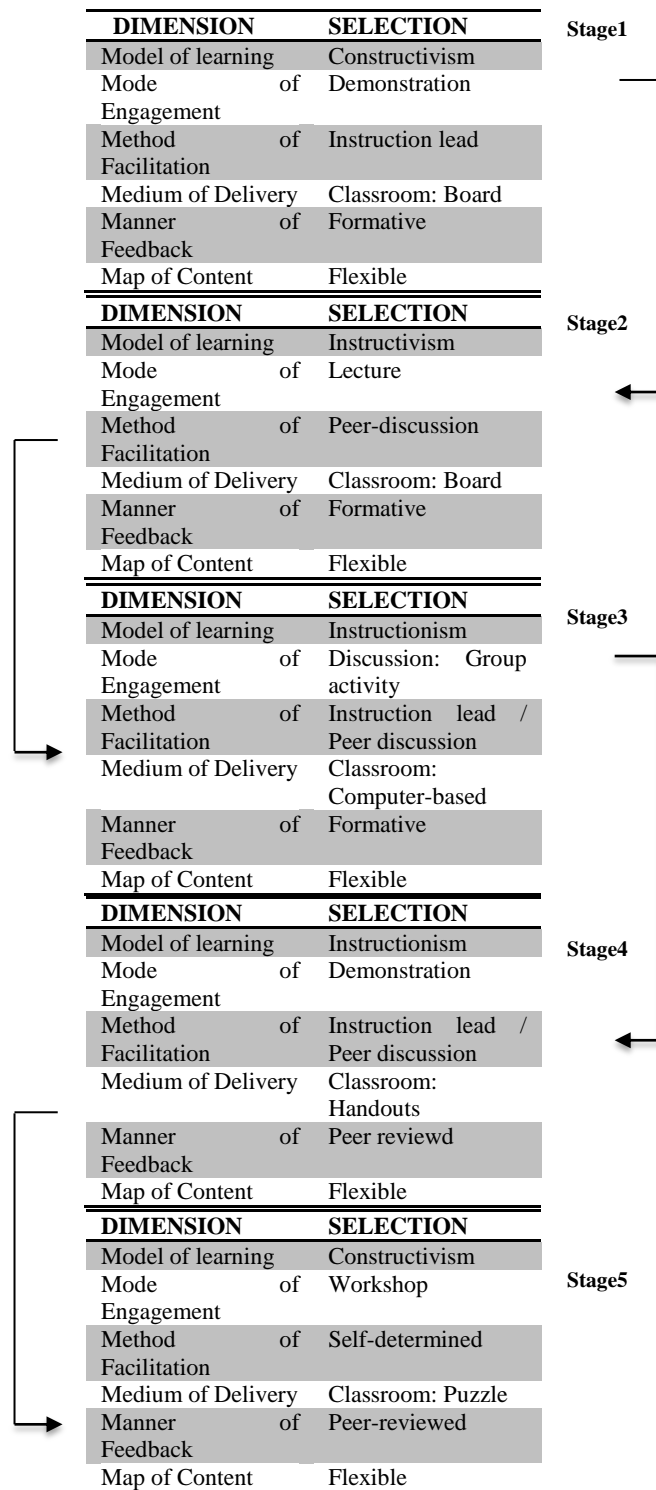 DIMENSION SELECTION Stage1
Model of learning Constructivism
Mode of Demonstration
Engagement
Method of Instruction lead
Facilitation
Medium of Delivery Classroom: Board
Manner of Formative
Feedback
Map of Content Flexible
DIMENSION SELECTION Stage2
Model of learning Instructivism
Mode of Lecture
Engagement
Method of Peer-discussion
Facilitation
Medium of Delivery Classroom: Board
Manner of Formative
Feedback
Map of Content Flexible
DIMENSION SELECTION Stage3
Model of learning Instructionism
Mode of Discussion: Group
Engagement activity
Method of Instruction lead /
Facilitation Peer discussion
Medium of Delivery Classroom:
Computer-based
Manner of Formative
Feedback
Map of Content Flexible
DIMENSION SELECTION
Model of learning Instructionism Stage4
Mode of Demonstration
Engagement
Method of Instruction lead /
Facilitation Peer discussion
Medium of Delivery Classroom:
Handouts
Manner of Peer reviewd
Feedback
Map of Content Flexible
DIMENSION SELECTION
Model of learning Constructivism
Mode of Workshop Stage5
Engagement
Method of Self-determined
Facilitation
Medium of Delivery Classroom: Puzzle
Manner of Peer-reviewed
Feedback
Map of Content Flexible